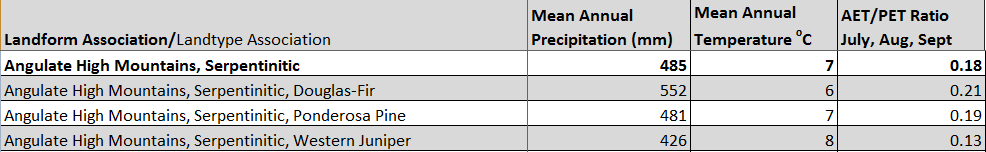 Landform Association/Landtype Association Mean Annual Precipitation (mm) Mean Annual Temperature °C AET/PET Ratio July, Aug, Sept
Angulate High Mountains, Serpentinitic 485 7 0.18
Angulate High Mountains, Serpentinitic, Douglas-Fir 552 6 0.21
Angulate High Mountains, Serpentinitic, Ponderosa Pine 481 7 0.19
Angulate High Mountains, Serpentinitic, Western Juniper 426 8 0.13